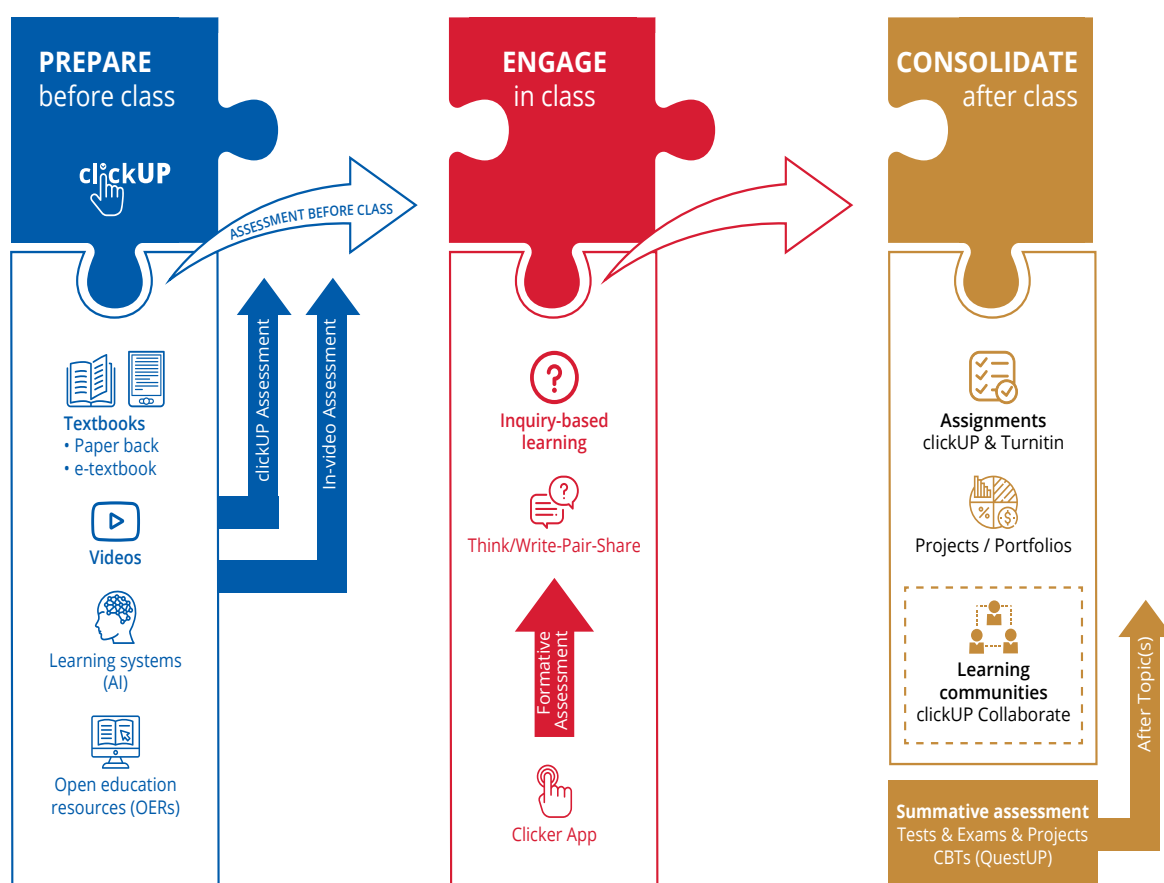 PREPARE
before class
clickUP
ASSESSMENT BEFORE CLASS
clickUP Assessment
In-video Assessment
Textbooks
• Paper back
• e-textbook
Videos
Learning systems
(AI)
Open education
resources (OERs)
ENGAGE
in class
Inquiry-based
learning
Think/Write-Pair-Share
Formative
Assessment
Clicker App
CONSOLIDATE
after class
Assignments
clickUP & Turnitin
Projects / Portfolios
Learning
communities
clickUP Collaborate
After Topic(s)
Summative assessment
Tests & Exams & Projects
CBTs (QuestUP)